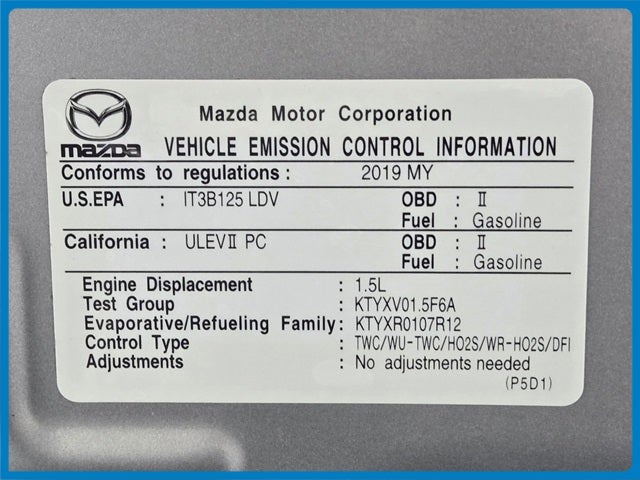 Mazda Motor Corporation
mazda VEHICLE EMISSION CONTROL INFORMATION
Conforms to regulations : 2019 MY
U.S.EPA : IT3B125 LDV OBD : II
Fuel : Gasoline
California : ULEVII PC OBD : II
Fuel : Gasoline
Engine Displacement : 1.5L
Test Group : KTYXV01.5F6A
Evaporative/Refueling Family: KTYXR0107R12
Control Type : TWC/WU-TWC/HO2S/WR-HO2S/DFI
Adjustments : No adjustments needed
(P5D1)